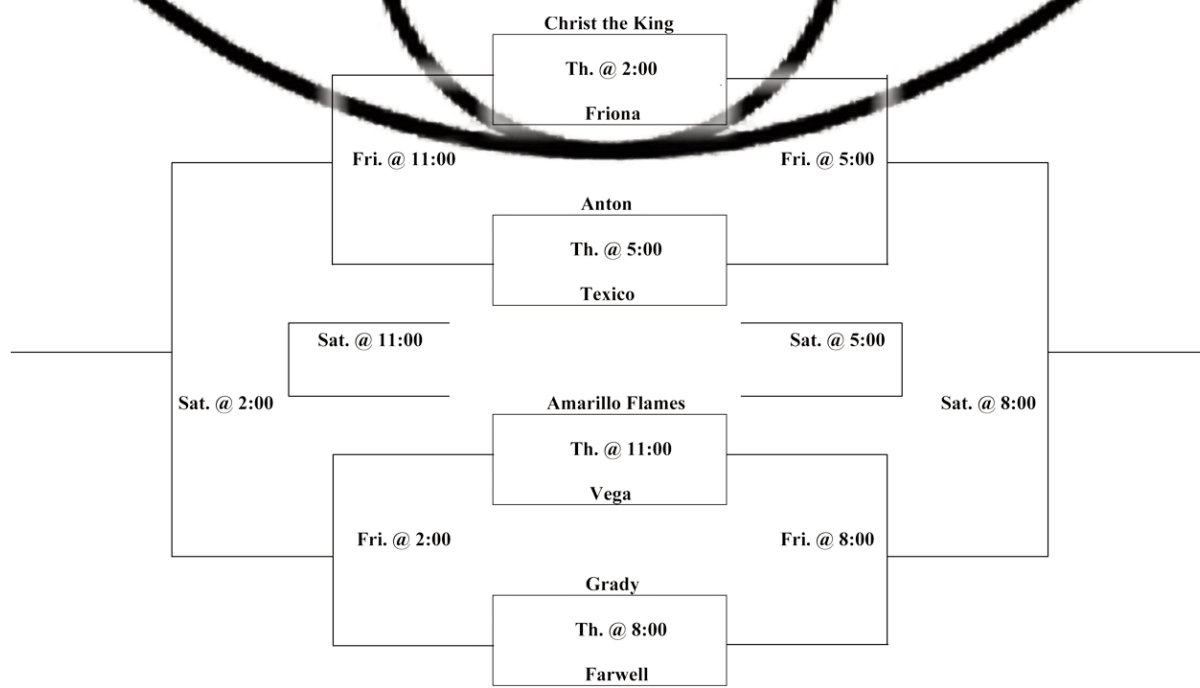 Christ the King
Th. @ 2:00
Friona
Fri. @ 11:00
Fri. @ 5:00
Anton
Th. @ 5:00
Texico
Sat. @ 11:00
Sat. @ 5:00
Sat. @ 2:00
Amarillo Flames
Sat. @ 8:00
Th. @ 11:00
Vega
Fri. @ 2:00
Fri. @ 8:00
Grady
Th. @ 8:00
Farwell